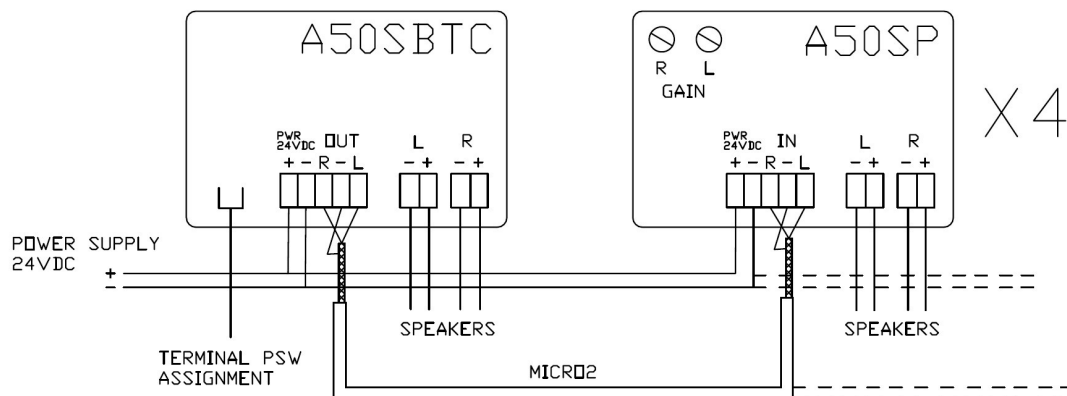 A50SBTC
A50SP
X4
R L
GAIN
PWR
24VDC
OUT
L
R
+ - R - L
- +
- +
PWR
24VDC
IN
L
R
+ - R - L
- +
- +
POWER SUPPLY
24VDC
+
-
SPEAKERS
SPEAKERS
TERMINAL PSW
ASSIGNMENT
MICRO2